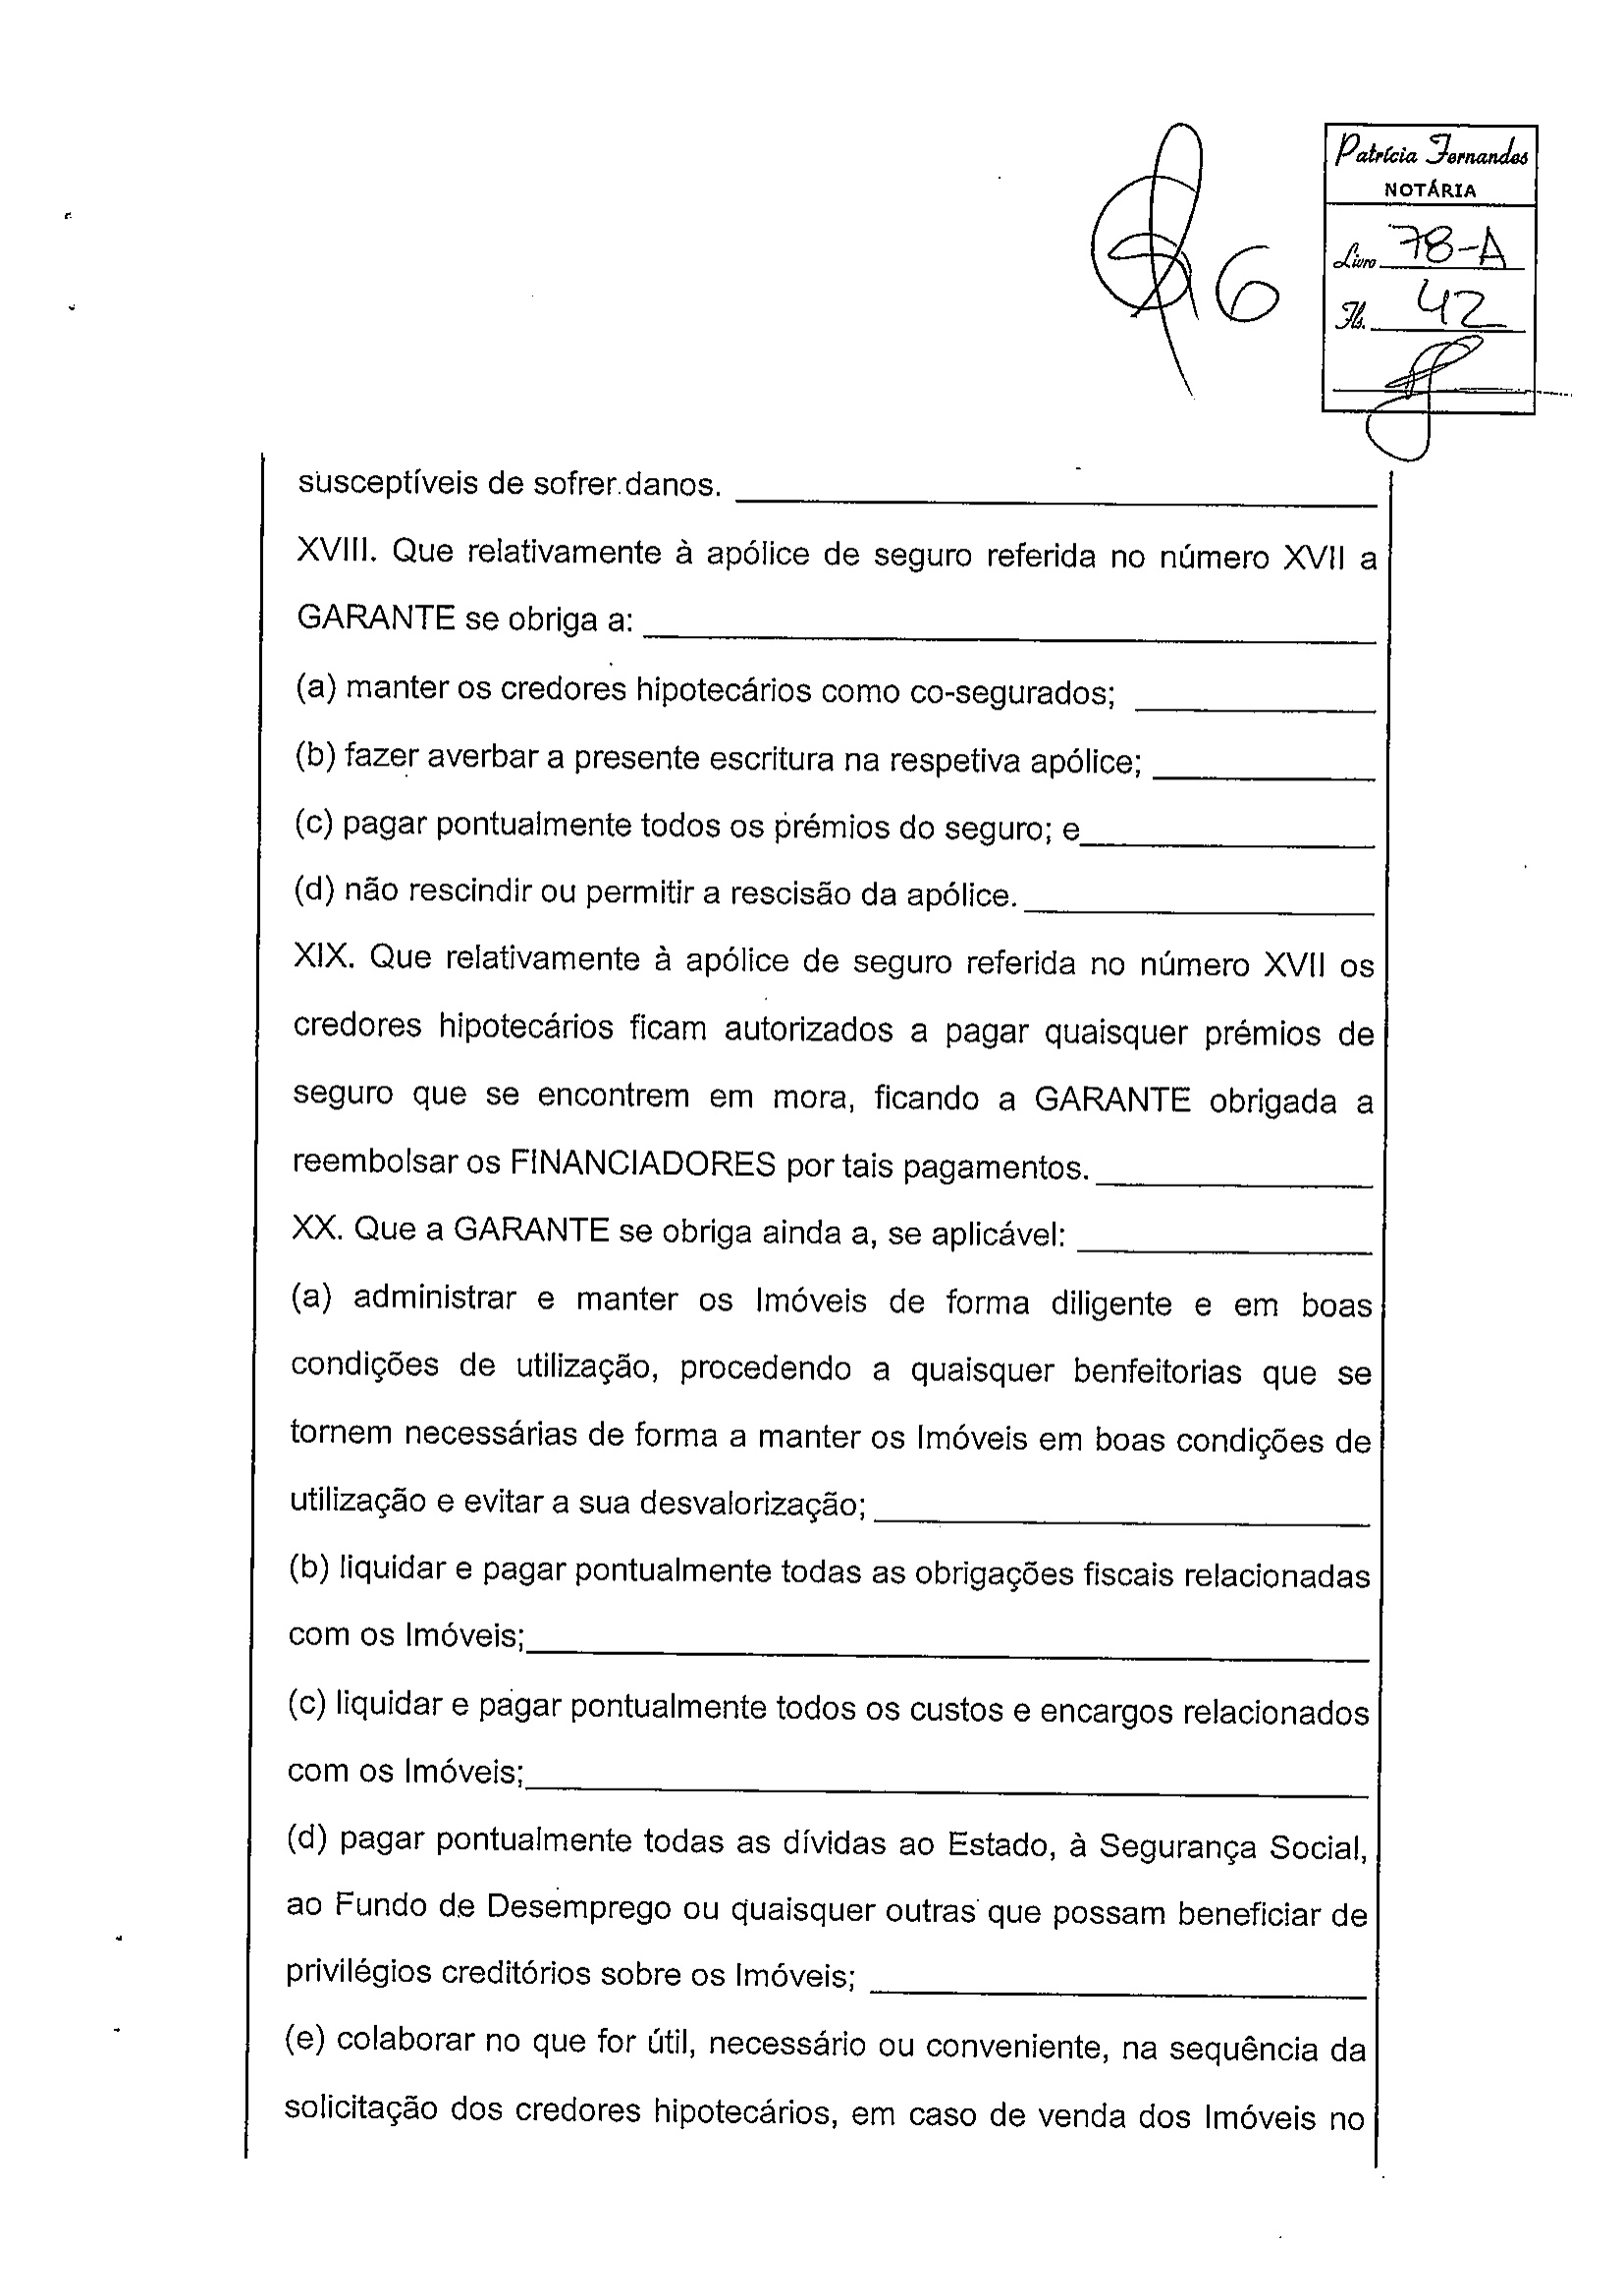 Patrícia Fernandes
NOTÁRIA
Livro 78-A
Fls. 42
6
susceptíveis de sofrer danos.
XVIII. Que relativamente à apólice de seguro referida no número XVII a
GARANTE se obriga a:
(a) manter os credores hipotecários como co-segurados;
(b) fazer averbar a presente escritura na respetiva apólice;
(c) pagar pontualmente todos os prémios do seguro; e
(d) não rescindir ou permitir a rescisão da apólice.
XIX. Que relativamente à apólice de seguro referida no número XVII os
credores hipotecários ficam autorizados a pagar quaisquer prémios de
seguro que se encontrem em mora, ficando a GARANTE obrigada a
reembolsar os FINANCIADORES por tais pagamentos.
XX. Que a GARANTE se obriga ainda a, se aplicável:
(a) administrar e manter os Imóveis de forma diligente e em boas
condições de utilização, procedendo a quaisquer benfeitorias que se
tornem necessárias de forma a manter os Imóveis em boas condições de
utilização e evitar a sua desvalorização;
(b) liquidar e pagar pontualmente todas as obrigações fiscais relacionadas
com os Imóveis;
(c) liquidar e pagar pontualmente todos os custos e encargos relacionados
com os Imóveis;
(d) pagar pontualmente todas as dívidas ao Estado, à Segurança Social,
ao Fundo de Desemprego ou quaisquer outras que possam beneficiar de
privilégios creditórios sobre os Imóveis;
(e) colaborar no que for útil, necessário ou conveniente, na sequência da
solicitação dos credores hipotecários, em caso de venda dos Imóveis no